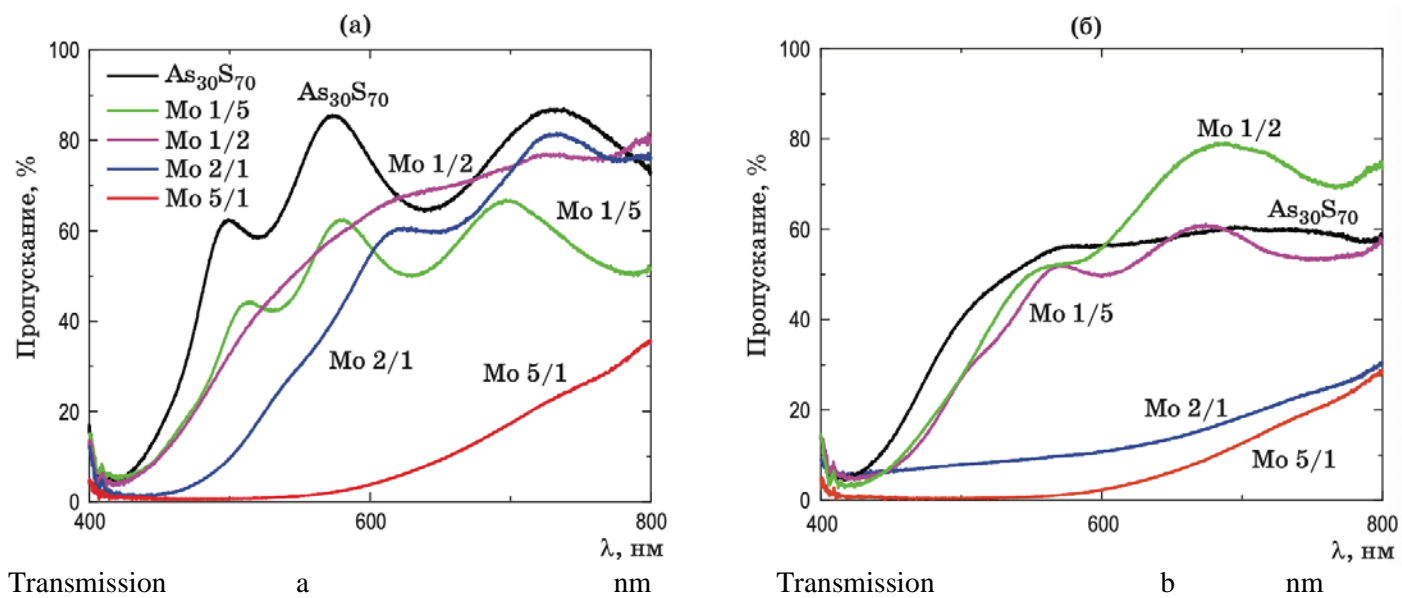 (а)
100
80
60
40
20
0
Пропускание, %
As₃₀S₇₀
Mo 1/5
Mo 1/2
Mo 2/1
Mo 5/1
As₃₀S₇₀
Mo 1/2
Mo 1/5
Mo 2/1
Mo 5/1
400 600 800
λ, нм
(б)
100
80
60
40
20
0
Пропускание, %
Mo 1/2
As₃₀S₇₀
Mo 1/5
Mo 2/1
Mo 5/1
400 600 800
λ, нм
Transmission a nm
Transmission b nm